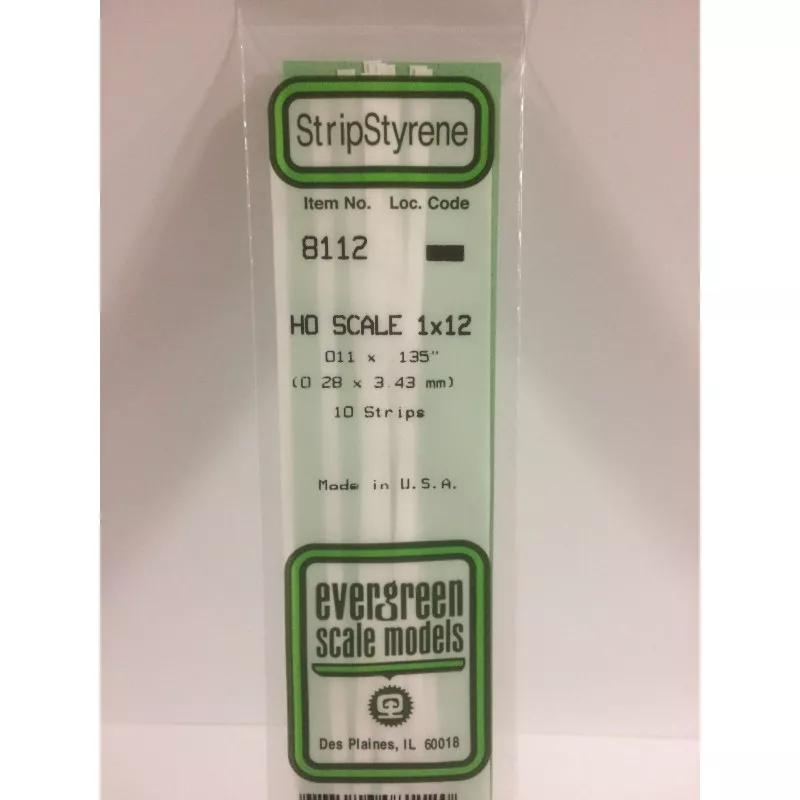 StripStyrene
Item No. Loc. Code
8112
HO SCALE 1x12
.011 x .135"
(0.28 x 3.43 mm)
10 Strips
Made in U.S.A.
evergreen
scale models
Des Plaines, IL 60018